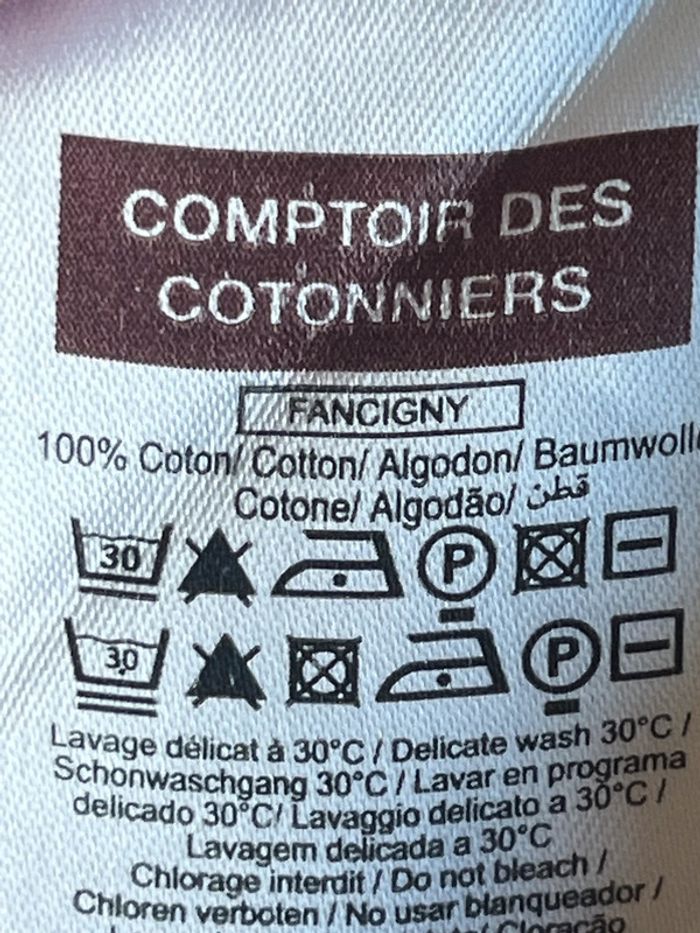 COMPTOIR DES
COTONNIERS
FANCIGNY
100% Coton/ Cotton/ Algodon/ Baumwoll
Cotone/ Algodão/ قطن
30 P
30 P
Lavage délicat à 30°C / Delicate wash 30°C /
Schonwaschgang 30°C / Lavar en programa
delicado 30°C/ Lavaggio delicato a 30°C /
Lavagem delicada a 30°C
Chlorage interdit / Do not bleach /
Chloren verboten / No usar blanqueador /
Cloração